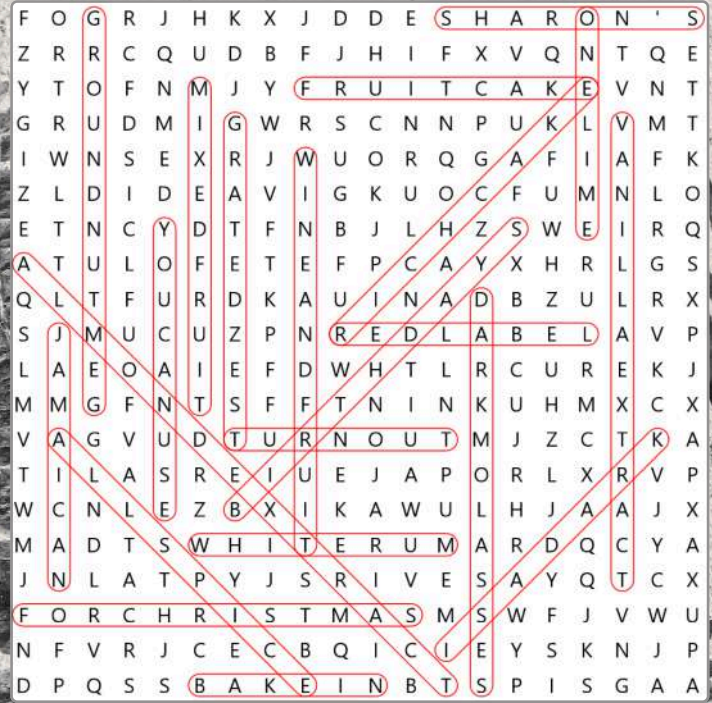 F O G R J H K X J D D E S H A R O N ' S
Z R R C Q U D B F J H I F X V Q N T Q E
Y T O F N M J Y F R U I T C A K E V N T
G R U D M I G W R S C N N P U K L V M T
I W N S E X R J W U O R Q G A F I A F K
Z L D I D E A V I G K U O C F U M N L O
E T N C Y D T F N B J L H Z S W E I R Q
A T U L O F E T E F P C A Y X H R L G S
Q L T F U R D K A U I N A D B Z U L R X
S J M U C U Z P N R E D L A B E L A V P
L A E O A I E F D W H T L R C U R E K J
M M G F N T S F F T N I N K U H M X C X
V A G V U D T U R N O U T M J Z C T K A
T I L A S R E I U E J A P O R L X R V P
W C N L E Z B X I K A W U L H J A A J X
M A D T S W H I T E R U M A R D Q C Y A
J N L A T P Y J S R I V E S A Y Q T C X
F O R C H R I S T M A S M S W F J V W U
N F V R J C E C B Q I C I E Y S K N J P
D P Q S S B A K E I N B T S P I S G A A